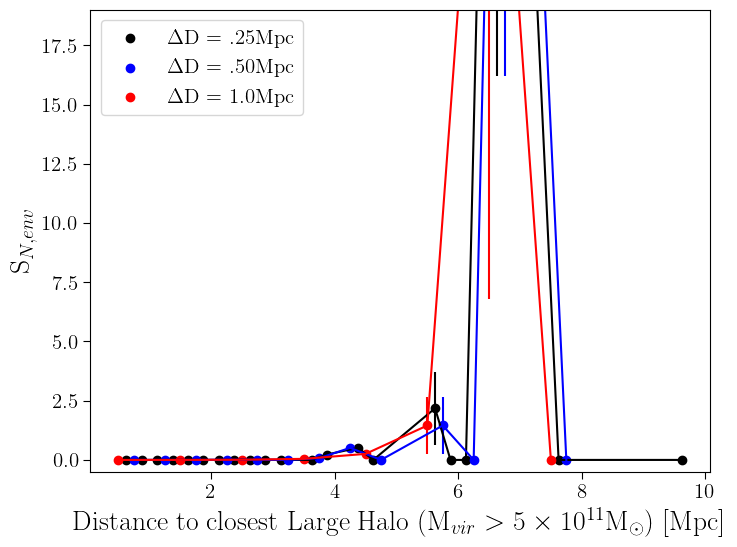 ΔD = .25Mpc
ΔD = .50Mpc
ΔD = 1.0Mpc
17.5
15.0
12.5
10.0
7.5
5.0
2.5
0.0
S_{N,env}
2 4 6 8 10
Distance to closest Large Halo (M_{vir} > 5 × 10^{11}M_⊙) [Mpc]